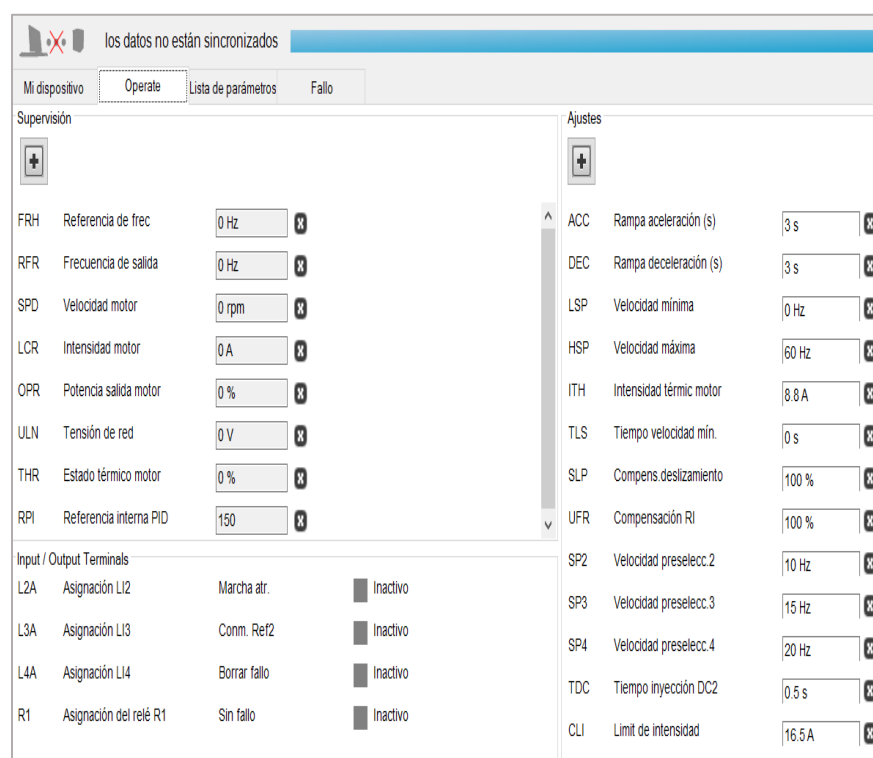 los datos no están sincronizados
Mi dispositivo Operate Lista de parámetros Fallo
Supervisión
FRH Referencia de frec 0 Hz
RFR Frecuencia de salida 0 Hz
SPD Velocidad motor 0 rpm
LCR Intensidad motor 0 A
OPR Potencia salida motor 0 %
ULN Tensión de red 0 V
THR Estado térmico motor 0 %
RPI Referencia interna PID 150
Input / Output Terminals
L2A Asignación LI2 Marcha atr. Inactivo
L3A Asignación LI3 Conm. Ref2 Inactivo
L4A Asignación LI4 Borrar fallo Inactivo
R1 Asignación del relé R1 Sin fallo Inactivo
Ajustes
ACC Rampa aceleración (s) 3 s
DEC Rampa deceleración (s) 3 s
LSP Velocidad mínima 0 Hz
HSP Velocidad máxima 60 Hz
ITH Intensidad térmic motor 8.8 A
TLS Tiempo velocidad mín. 0 s
SLP Compens.deslizamiento 100 %
UFR Compensación RI 100 %
SP2 Velocidad preselecc.2 10 Hz
SP3 Velocidad preselecc.3 15 Hz
SP4 Velocidad preselecc.4 20 Hz
TDC Tiempo inyección DC2 0.5 s
CLI Limit de intensidad 16.5 A